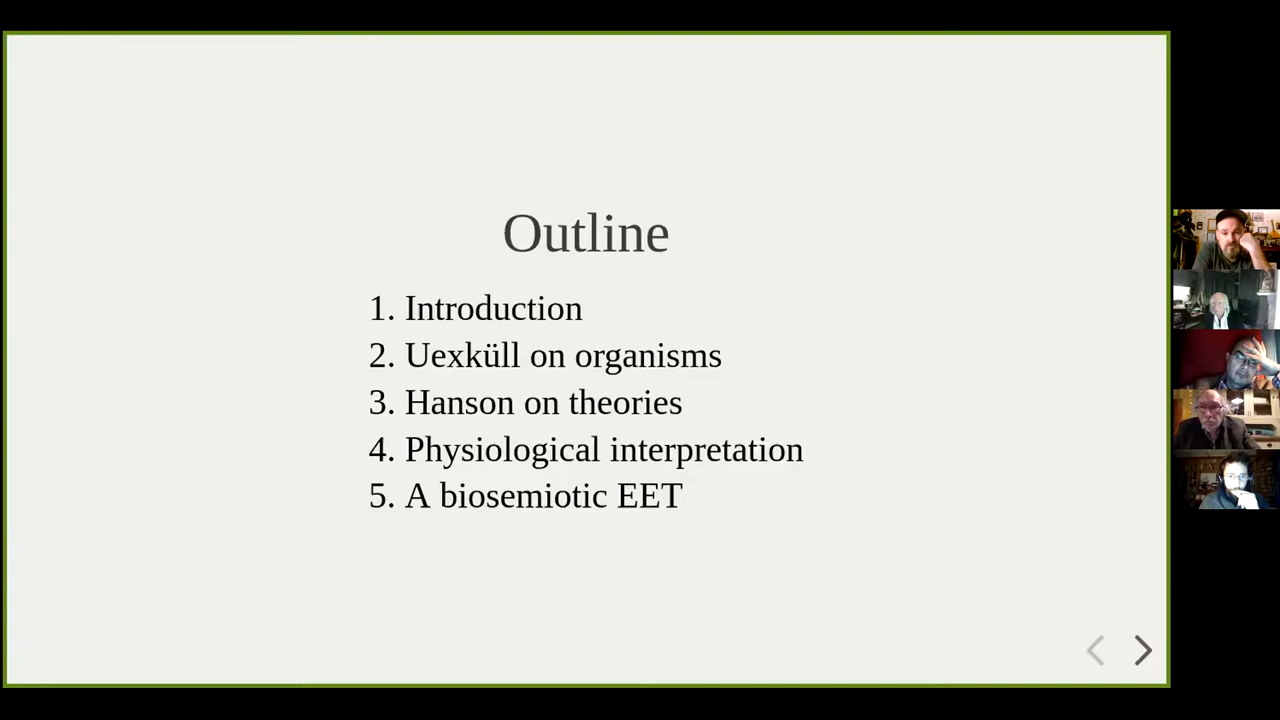 Outline
1. Introduction
2. Uexküll on organisms
3. Hanson on theories
4. Physiological interpretation
5. A biosemiotic EET